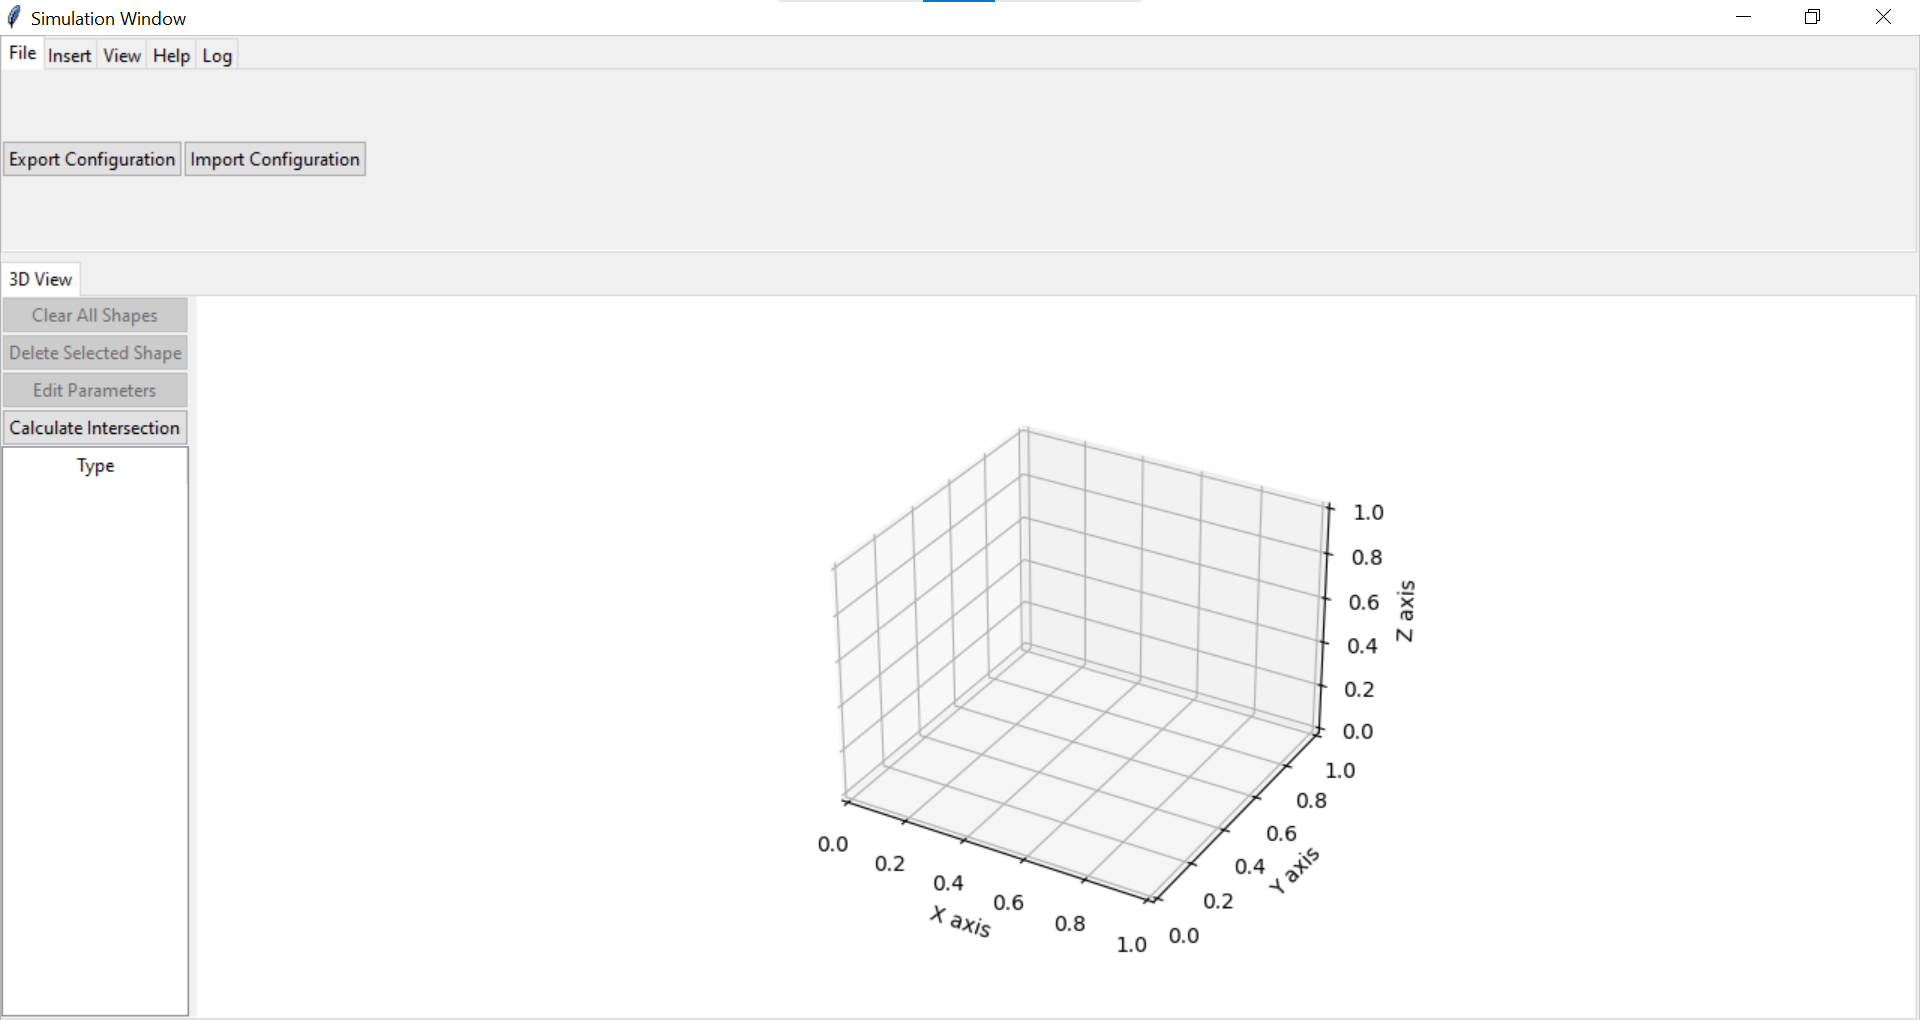 Simulation Window
File Insert View Help Log
Export Configuration Import Configuration
3D View
Clear All Shapes
Delete Selected Shape
Edit Parameters
Calculate Intersection
Type
1.0
0.8
0.6
0.4
0.2
0.0
Z axis
1.0
0.8
0.6
0.4
0.2
0.0
Y axis
0.0
0.2
0.4
0.6
0.8
1.0
X axis